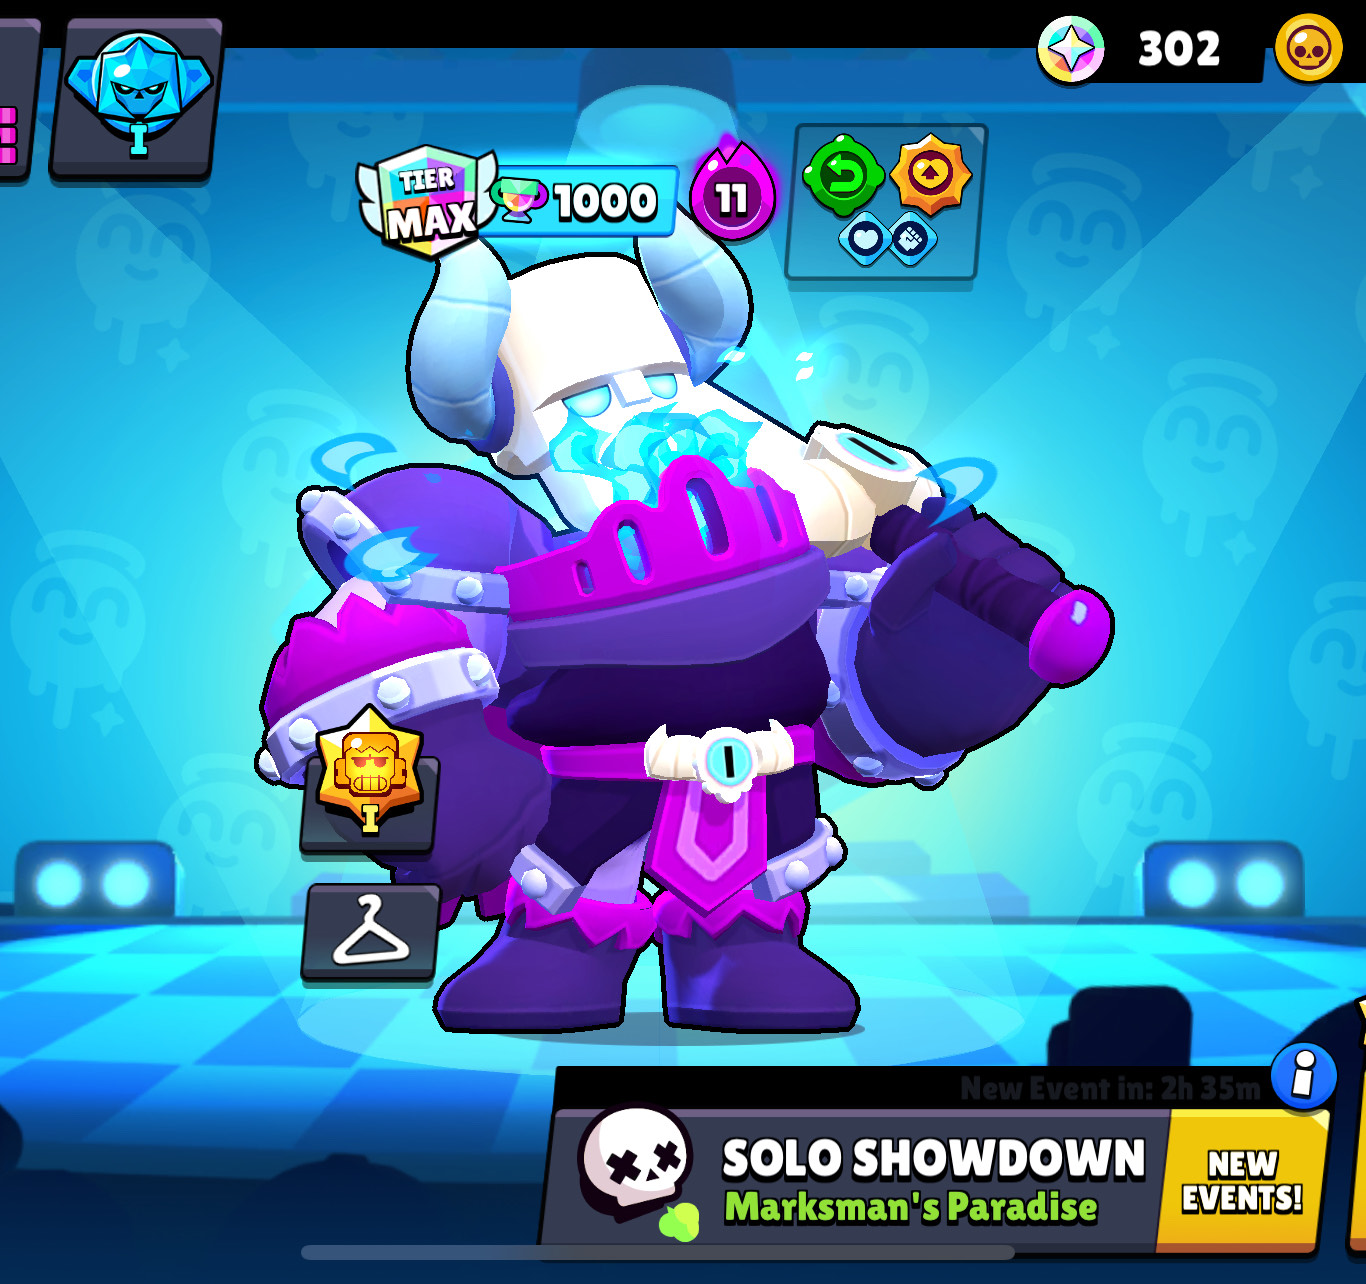 302
I
TIER
MAX
1000
11
I
New Event in: 2h 35m
SOLO SHOWDOWN
Marksman's Paradise
NEW
EVENTS!